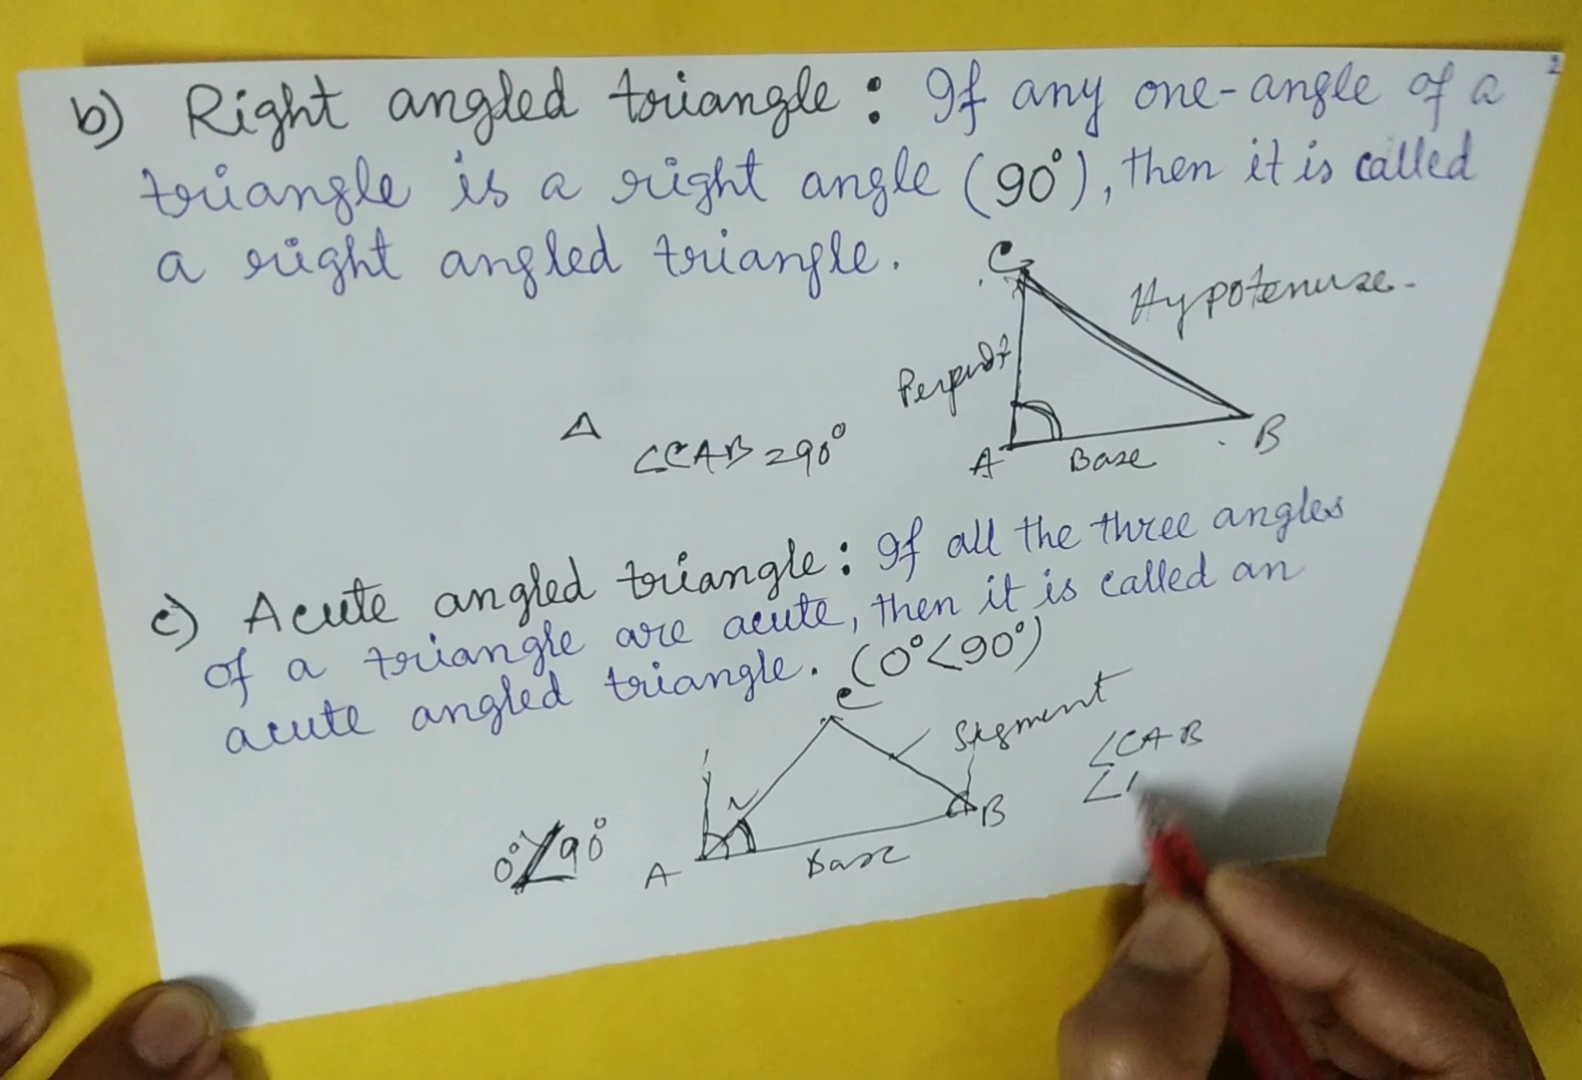 2
b) Right angled triangle : If any one-angle of a
triangle is a right angle (90°), then it is called
a right angled triangle.
C
Hypotenuse.
A
Base
B
∆ ∠CAB = 90°
c) Acute angled triangle : If all the three angles
of a triangle are acute, then it is called an
acute angled triangle. (0°<90°)
C
Segment
∠CAB
0° 90°
A
Base
B